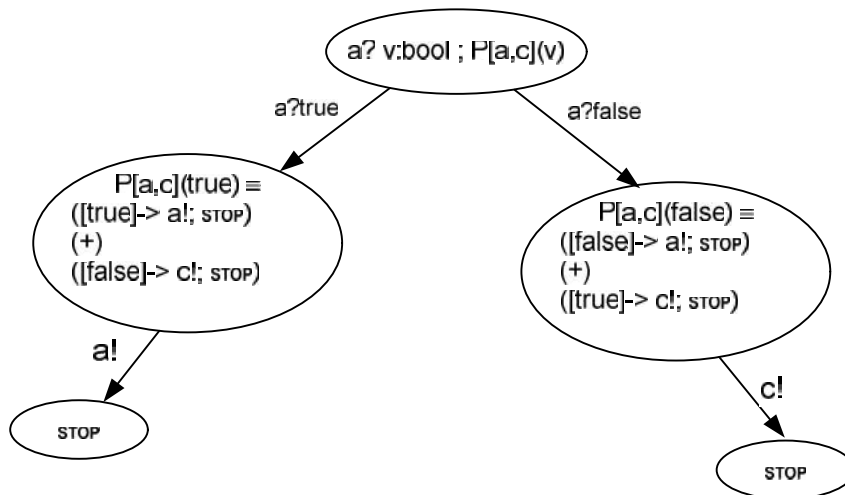 a? v:bool ; P[a,c](v)
a?true
a?false
P[a,c](true) ≡
([true]-> a!; STOP)
(+)
([false]-> c!; STOP)
P[a,c](false) ≡
([false]-> a!; STOP)
(+)
([true]-> c!; STOP)
a!
c!
STOP
STOP